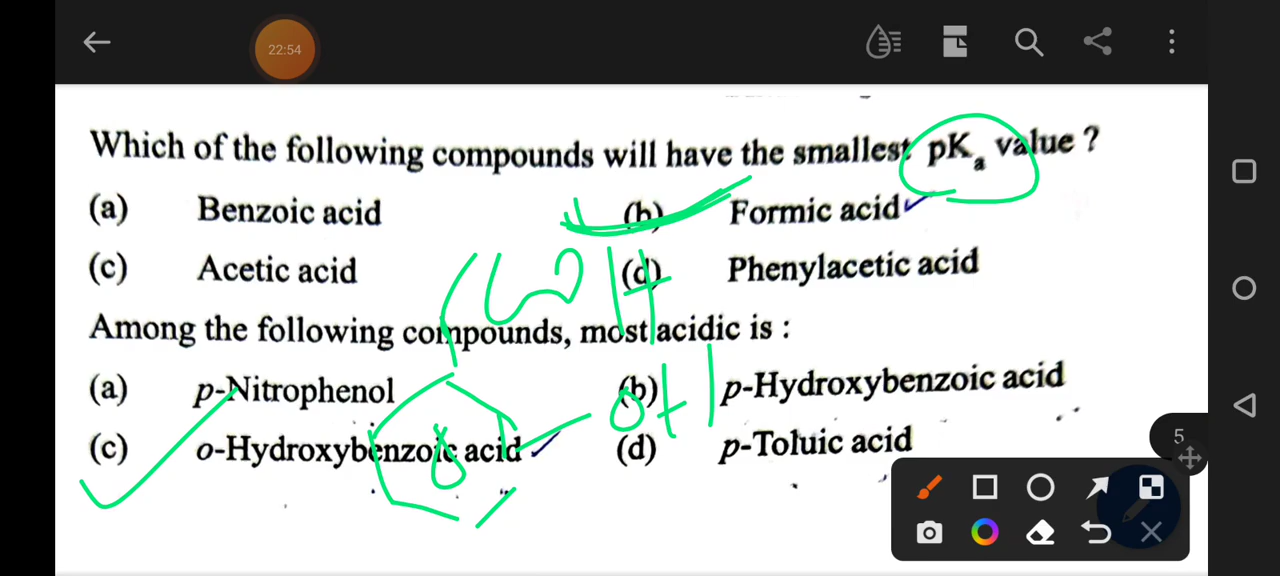 22:54
Which of the following compounds will have the smallest pKa value ?
(a) Benzoic acid (b) Formic acid
(c) Acetic acid (d) Phenylacetic acid
Among the following compounds, most acidic is :
(a) p-Nitrophenol (b) p-Hydroxybenzoic acid
(c) o-Hydroxybenzoic acid (d) p-Toluic acid
OH
5